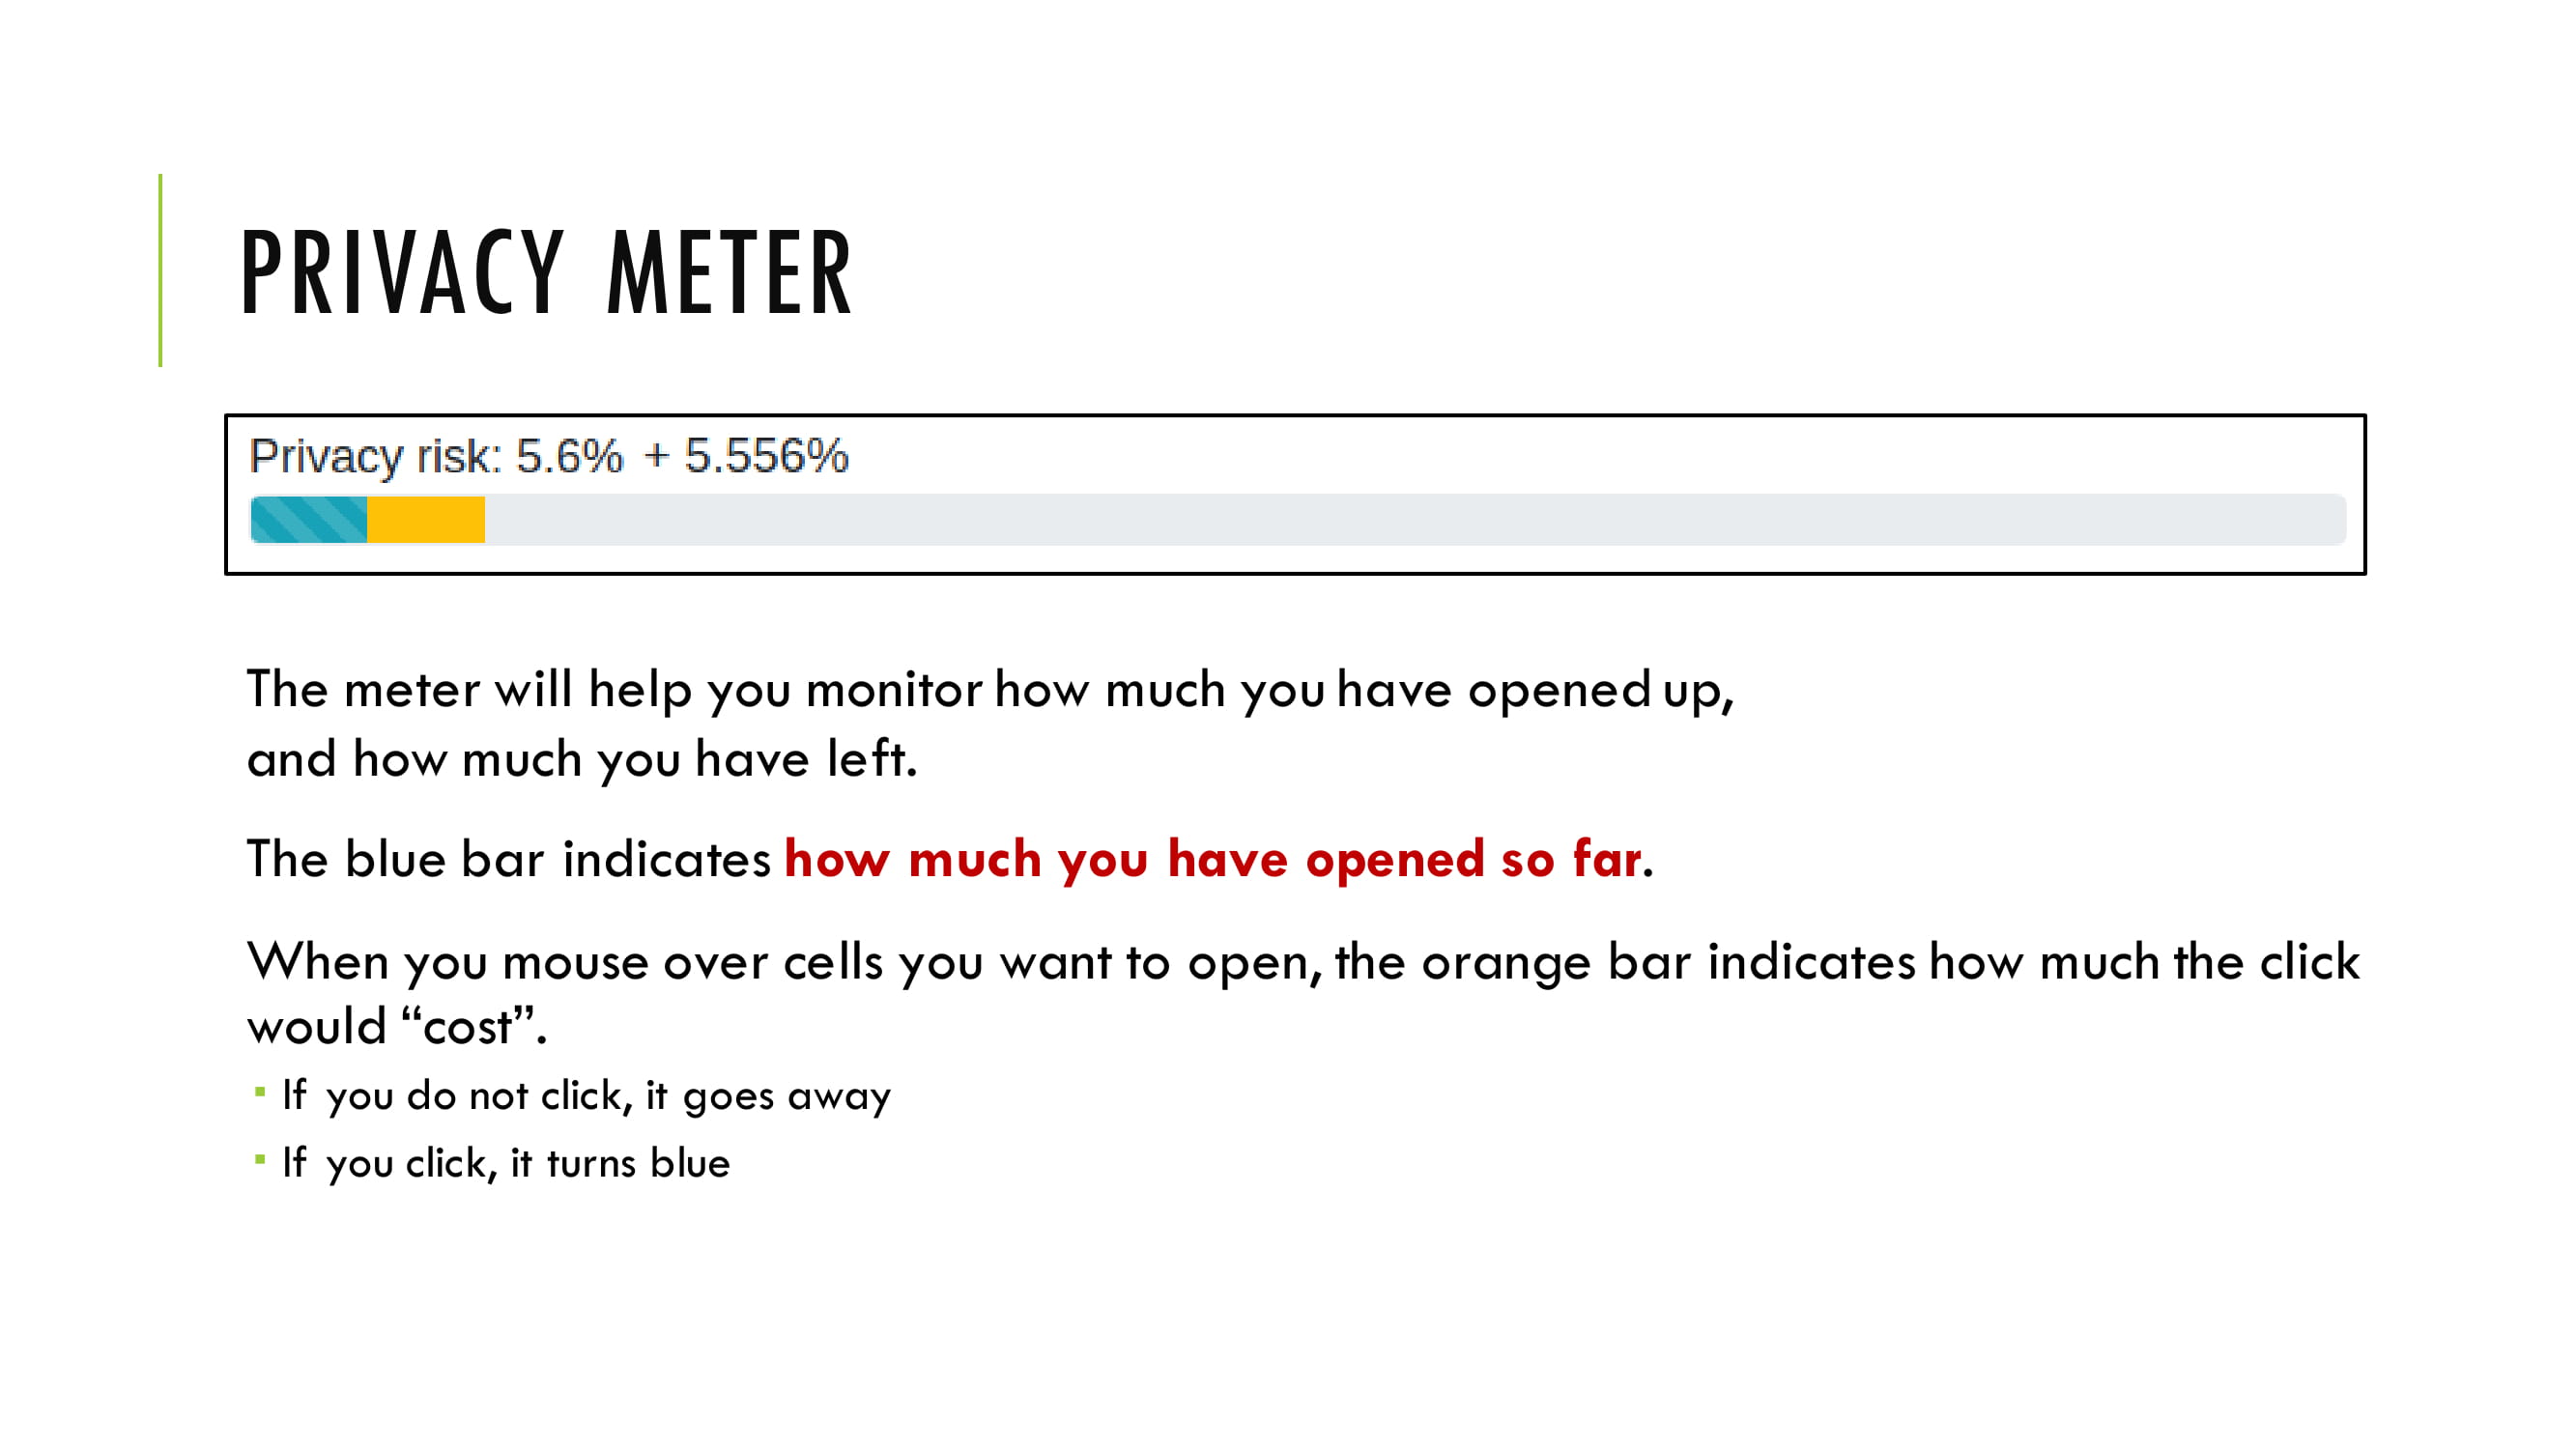 PRIVACY METER
Privacy risk: 5.6% + 5.556%
The meter will help you monitor how much you have opened up,
and how much you have left.
The blue bar indicates how much you have opened so far.
When you mouse over cells you want to open, the orange bar indicates how much the click
would “cost”.
▪ If you do not click, it goes away
▪ If you click, it turns blue